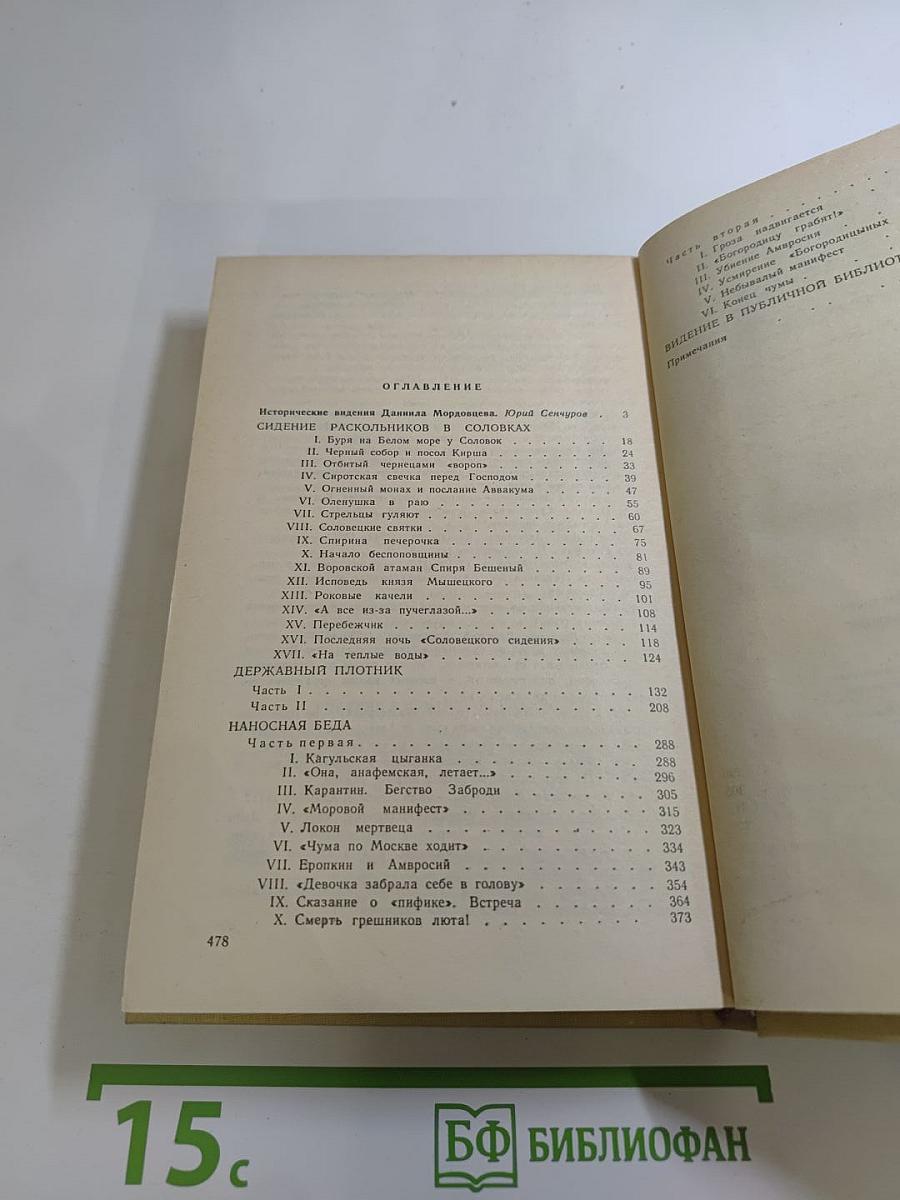 ОГЛАВЛЕНИЕ
Исторические видения Даниила Мордовцева. Юрий Сенчуров . 3
СИДЕНИЕ РАСКОЛЬНИКОВ В СОЛОВКАХ
I. Буря на Белом море у Соловок . . . . . . . 18
II. Черный собор и посол Кирша . . . . . . . . 24
III. Отбитый чернецами «вороп» . . . . . . . . 33
IV. Сиротская свечка перед Господом . . . . . . 39
V. Огненный монах и послание Аввакума . . . . . 47
VI. Оленушка в раю . . . . . . . . . . . . 55
VII. Стрельцы гуляют . . . . . . . . . . . . 60
VIII. Соловецкие святки . . . . . . . . . . . . 67
IX. Спирина печерочка . . . . . . . . . . . 75
X. Начало беспоповщины . . . . . . . . . . . 81
XI. Воровской атаман Спиря Бешеный . . . . . . 89
XII. Исповедь князя Мышецкого . . . . . . . . 95
XIII. Роковые качели . . . . . . . . . . . . 101
XIV. «А все из-за пучеглазой...» . . . . . . . . . 108
XV. Перебежчик . . . . . . . . . . . . . . 114
XVI. Последняя ночь «Соловецкого сидения» . . . . 118
XVII. «На теплые воды» . . . . . . . . . . . 124
ДЕРЖАВНЫЙ ПЛОТНИК
Часть I . . . . . . . . . . . . . . . . . . 132
Часть II . . . . . . . . . . . . . . . . . . 208
НАНОСНАЯ БЕДА
Часть первая . . . . . . . . . . . . . . . . 288
I. Кагульская цыганка . . . . . . . . . . 288
II. «Она, анафемская, летает...» . . . . . . . . 296
III. Карантин. Бегство Заброди . . . . . . . . 305
IV. «Моровой манифест» . . . . . . . . . . 315
V. Локон мертвеца . . . . . . . . . . . . 323
VI. «Чума по Москве ходит» . . . . . . . . . 334
VII. Еропкин и Амвросий . . . . . . . . . . 343
VIII. «Девочка забрала себе в голову» . . . . . . . 354
IX. Сказание о «пифике». Встреча . . . . . . . 364
X. Смерть грешников люта! . . . . . . . . . 373
478
Часть вторая . . . . . . .
I. Гроза надвигается . .
II. «Богородицу грабят!» . .
III. Убиение Амвросия . .
IV. Усмирение «Богородицыных
V. Небывалый манифест .
VI. Конец чумы . . . .
ВИДЕНИЕ В ПУБЛИЧНОЙ БИБЛИОТ
Примечания . . . .
15 с
БФ БИБЛИОФАН